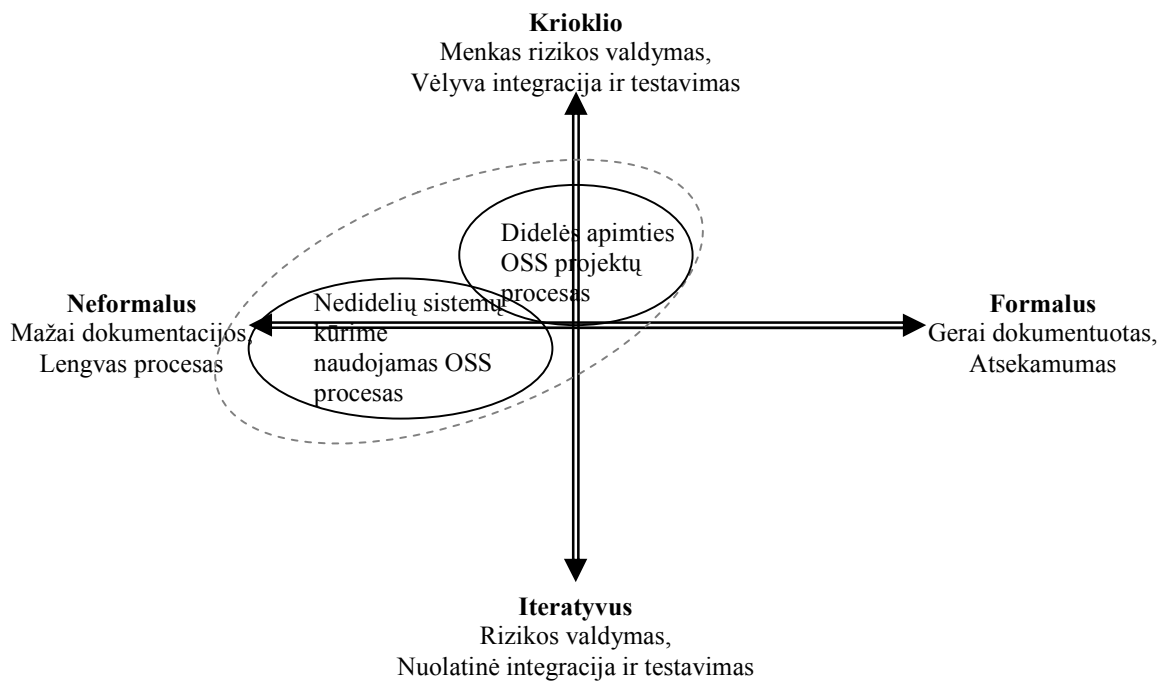 Krioklio
Menkas rizikos valdymas,
Vėlyva integracija ir testavimas
Didelės apimties
OSS projektų
procesas
Neformalus
Mažai dokumentacijos,
Lengvas procesas
Nedidelių sistemų
kūrime
naudojamas OSS
procesas
Formalus
Gerai dokumentuotas,
Atsekamumas
Iteratyvus
Rizikos valdymas,
Nuolatinė integracija ir testavimas